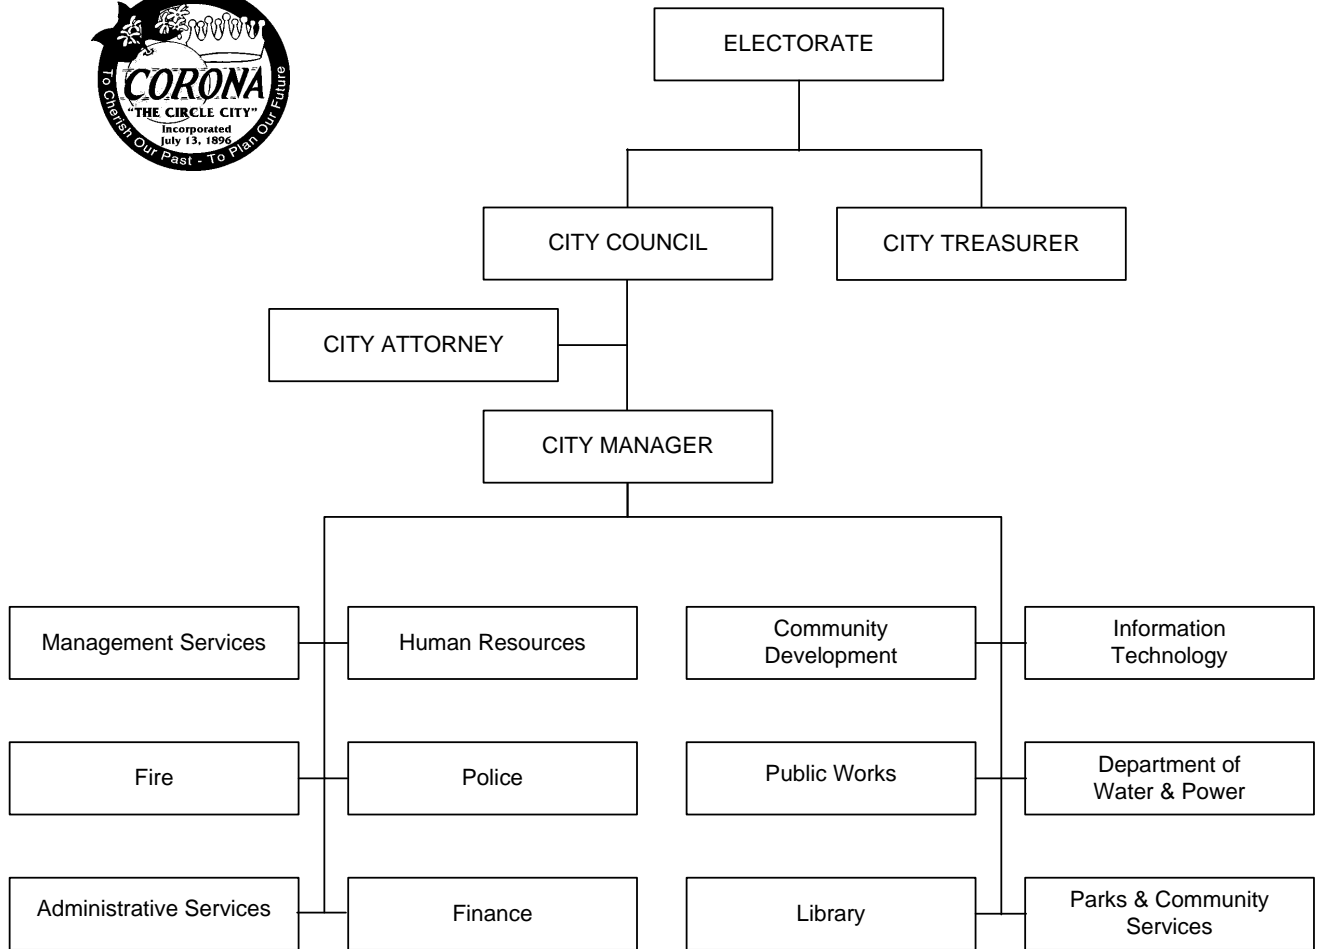 CORONA
"THE CIRCLE CITY"
Incorporated
July 13, 1896
To Cherish Our Past - To Plan Our Future
ELECTORATE
CITY COUNCIL
CITY TREASURER
CITY ATTORNEY
CITY MANAGER
Management Services
Human Resources
Community
Development
Information
Technology
Fire
Police
Public Works
Department of
Water & Power
Administrative Services
Finance
Library
Parks & Community
Services